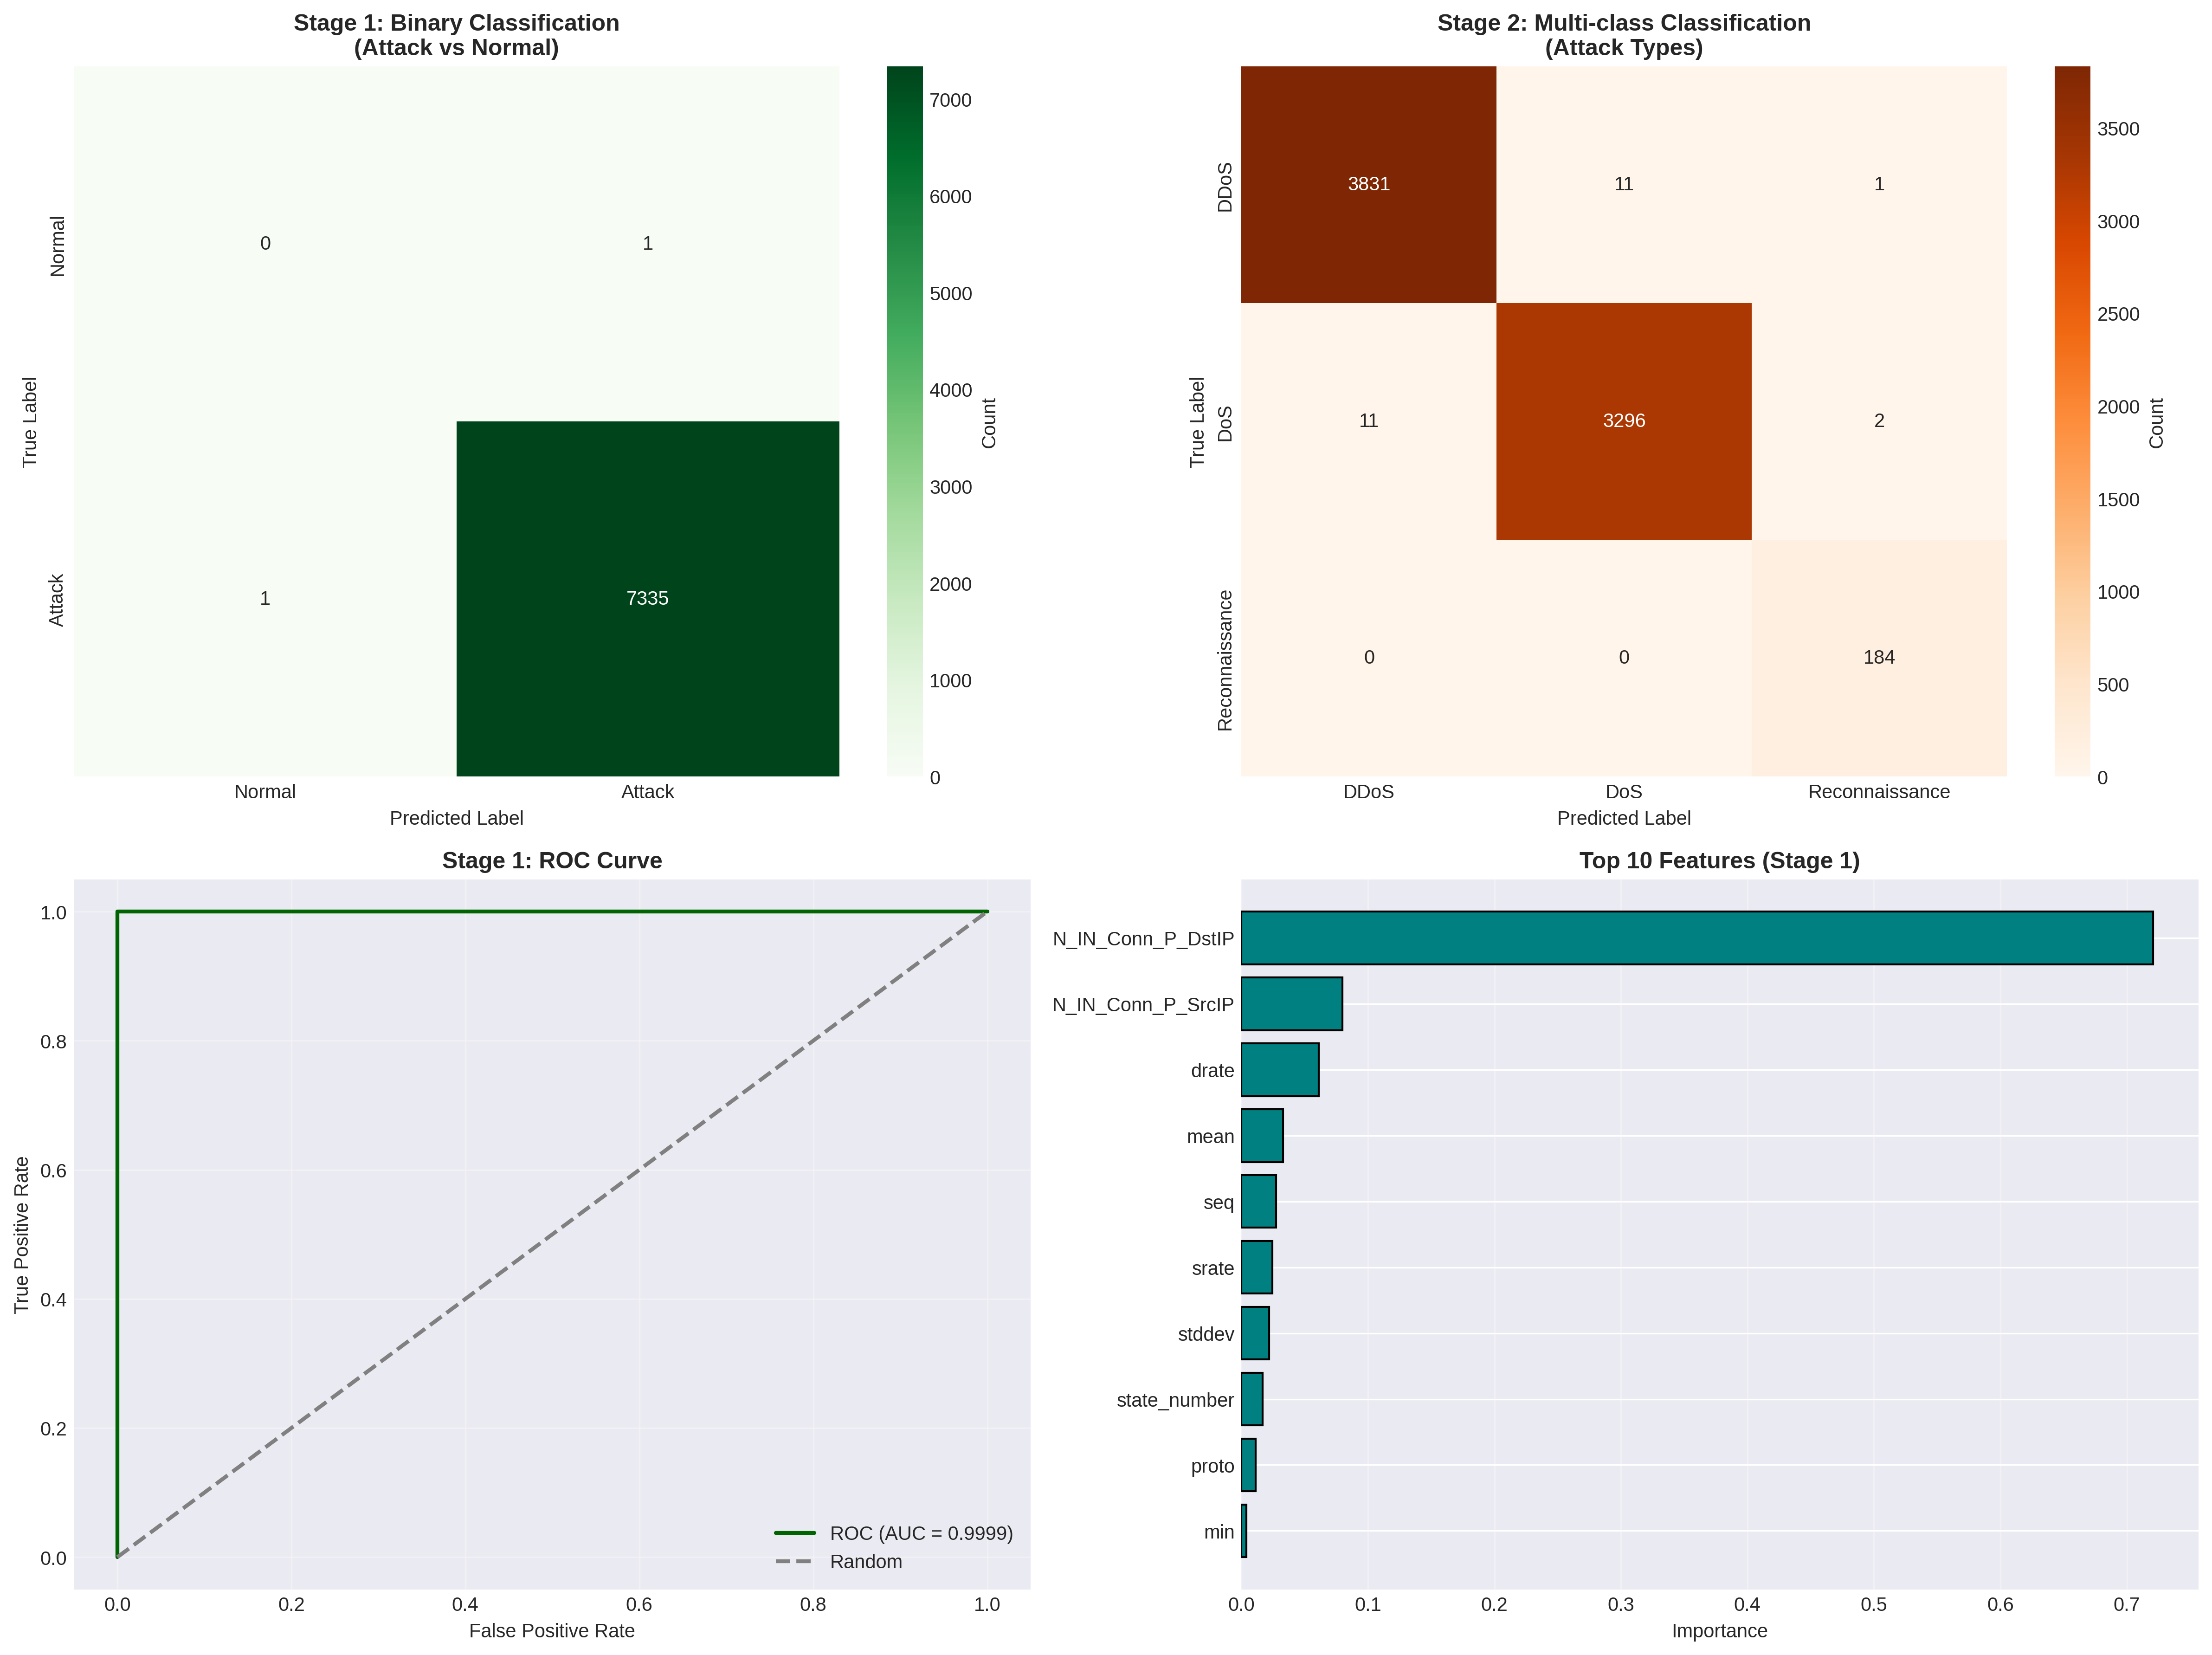 Stage 1: Binary Classification
(Attack vs Normal)
Normal
0
1
True Label
Attack
1
7335
Normal
Attack
Predicted Label
7000
6000
5000
4000
3000
2000
1000
0
Count
Stage 2: Multi-class Classification
(Attack Types)
DDoS
3831
11
1
True Label
DoS
11
3296
2
Reconnaissance
0
0
184
DDoS
DoS
Reconnaissance
Predicted Label
3500
3000
2500
2000
1500
1000
500
0
Count
Stage 1: ROC Curve
True Positive Rate
1.0
0.8
0.6
0.4
0.2
0.0
ROC (AUC = 0.9999)
Random
0.0
0.2
0.4
0.6
0.8
1.0
False Positive Rate
Top 10 Features (Stage 1)
N_IN_Conn_P_DstIP
N_IN_Conn_P_SrcIP
drate
mean
seq
srate
stddev
state_number
proto
min
0.0
0.1
0.2
0.3
0.4
0.5
0.6
0.7
Importance